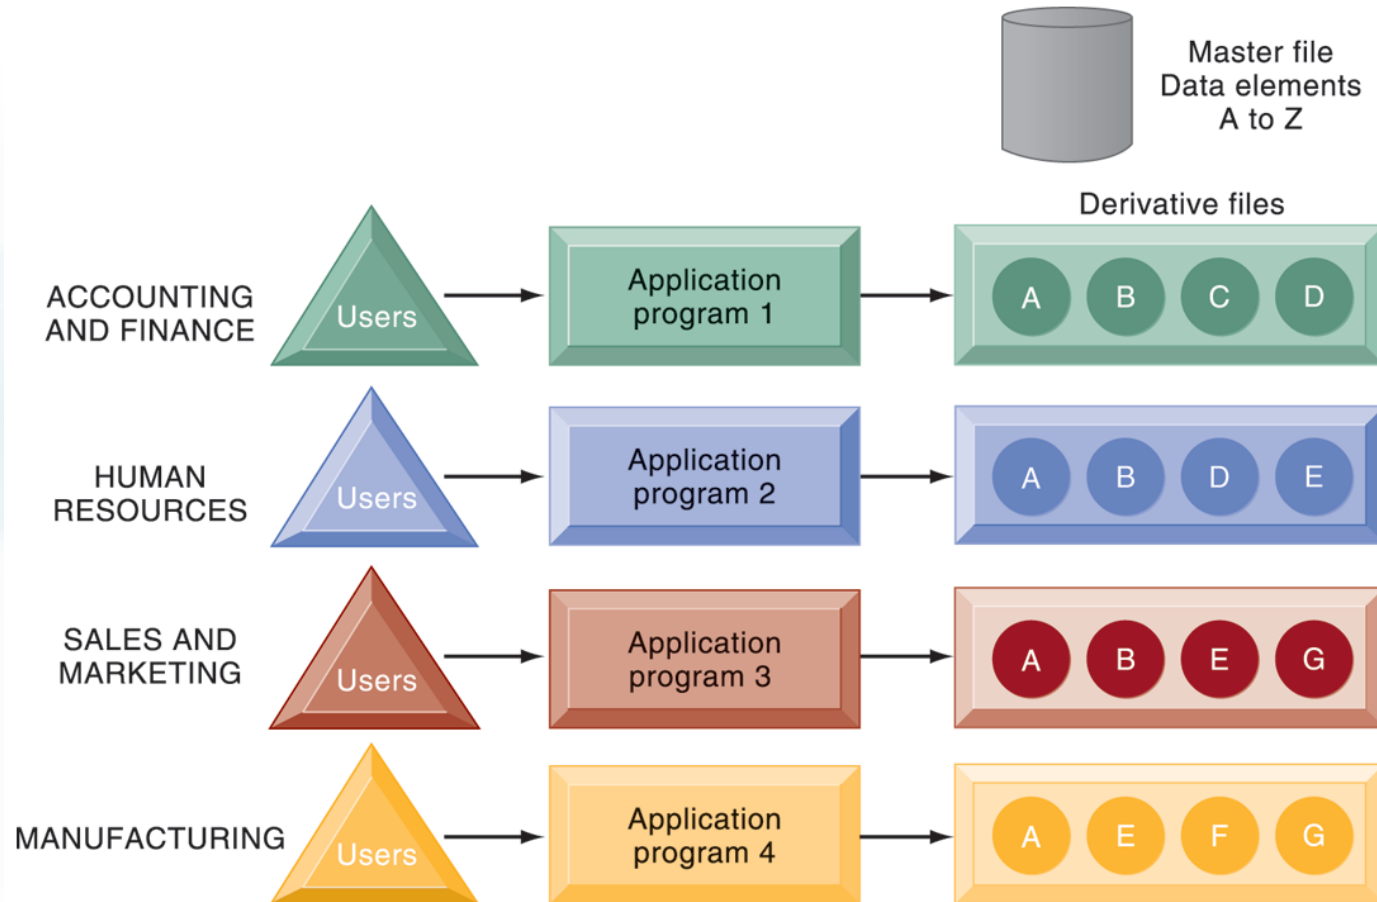 Master file
Data elements
A to Z
Derivative files
ACCOUNTING
AND FINANCE
Users
Application
program 1
A B C D
HUMAN
RESOURCES
Users
Application
program 2
A B D E
SALES AND
MARKETING
Users
Application
program 3
A B E G
MANUFACTURING
Users
Application
program 4
A E F G